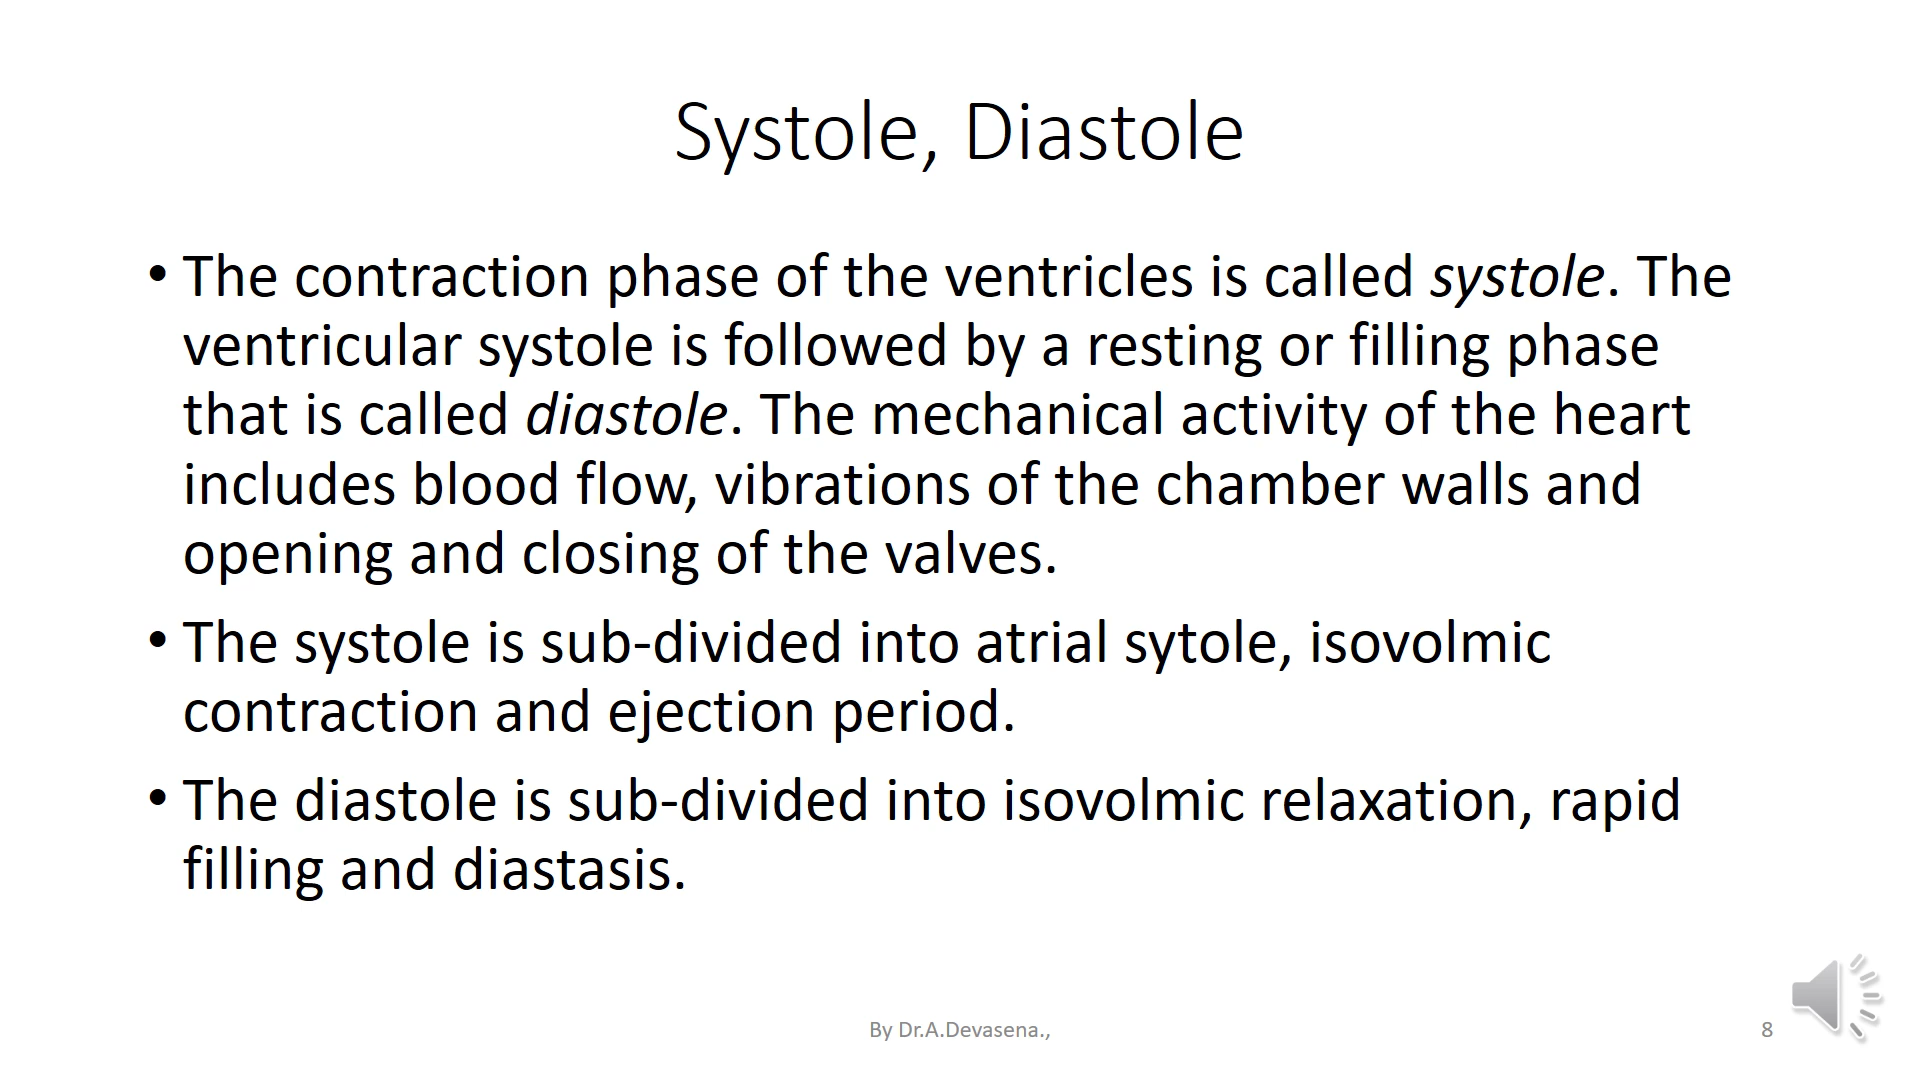 Systole, Diastole
• The contraction phase of the ventricles is called systole. The
ventricular systole is followed by a resting or filling phase
that is called diastole. The mechanical activity of the heart
includes blood flow, vibrations of the chamber walls and
opening and closing of the valves.
• The systole is sub-divided into atrial sytole, isovolmic
contraction and ejection period.
• The diastole is sub-divided into isovolmic relaxation, rapid
filling and diastasis.
By Dr.A.Devasena.,
8